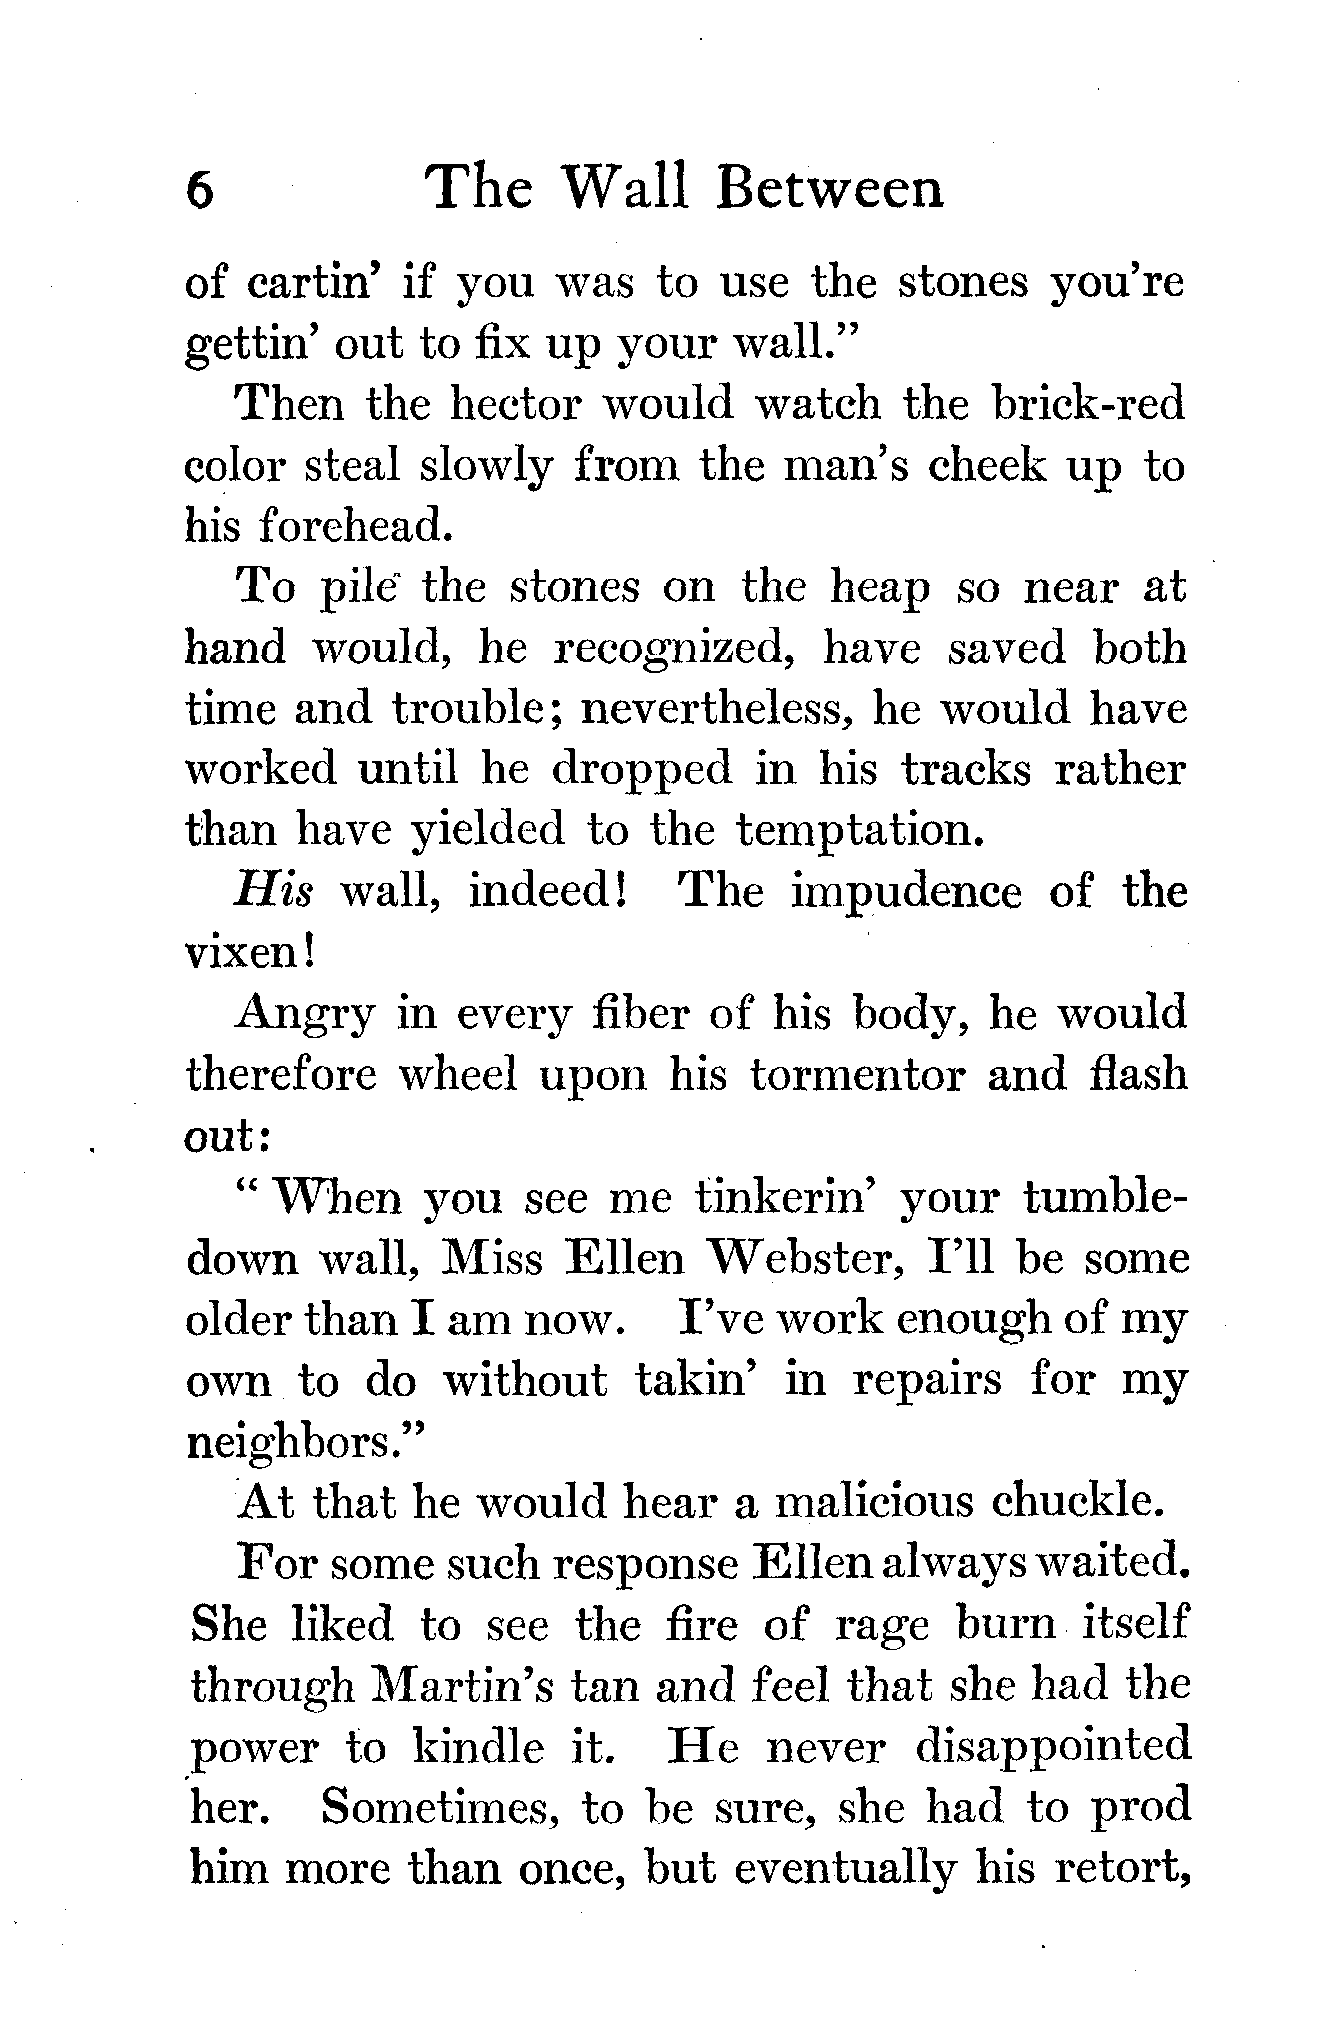 6 The Wall Between
of cartin' if you was to use the stones you're
gettin' out to fix up your wall."
Then the hector would watch the brick-red
color steal slowly from the man's cheek up to
his forehead.
To pile the stones on the heap so near at
hand would, he recognized, have saved both
time and trouble; nevertheless, he would have
worked until he dropped in his tracks rather
than have yielded to the temptation.
His wall, indeed! The impudence of the
vixen!
Angry in every fiber of his body, he would
therefore wheel upon his tormentor and flash
out:
"When you see me tinkerin' your tumble-
down wall, Miss Ellen Webster, I'll be some
older than I am now. I've work enough of my
own to do without takin' in repairs for my
neighbors."
At that he would hear a malicious chuckle.
For some such response Ellen always waited.
She liked to see the fire of rage burn itself
through Martin's tan and feel that she had the
power to kindle it. He never disappointed
her. Sometimes, to be sure, she had to prod
him more than once, but eventually his retort,